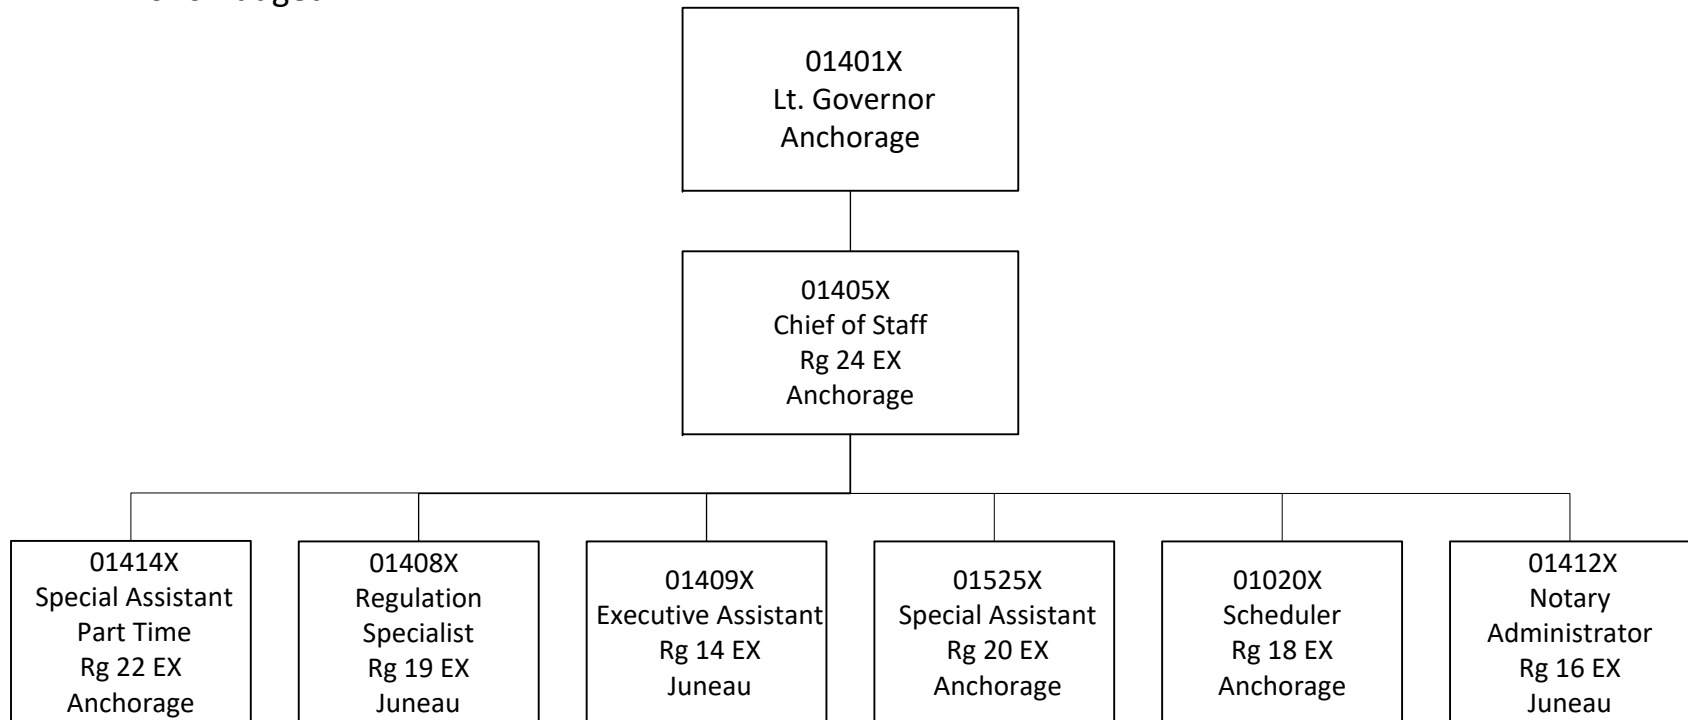 01401X
Lt. Governor
Anchorage
01405X
Chief of Staff
Rg 24 EX
Anchorage
01414X
Special Assistant
Part Time
Rg 22 EX
Anchorage
01408X
Regulation
Specialist
Rg 19 EX
Juneau
01409X
Executive Assistant
Rg 14 EX
Juneau
01525X
Special Assistant
Rg 20 EX
Anchorage
01020X
Scheduler
Rg 18 EX
Anchorage
01412X
Notary
Administrator
Rg 16 EX
Juneau